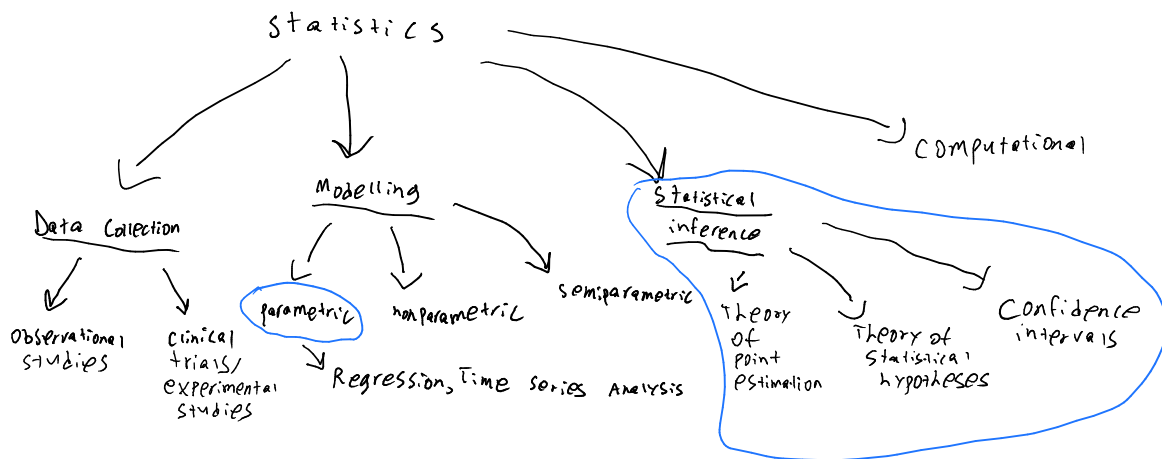 Statistics
Computational
Modelling
Statistical
inference
Data Collection
Observational
studies
Clinical
trials/
experimental
studies
parametric
nonparametric
semiparametric
Regression, Time series Analysis
Theory
of
point
estimation
Theory of
statistical
hypotheses
Confidence
intervals